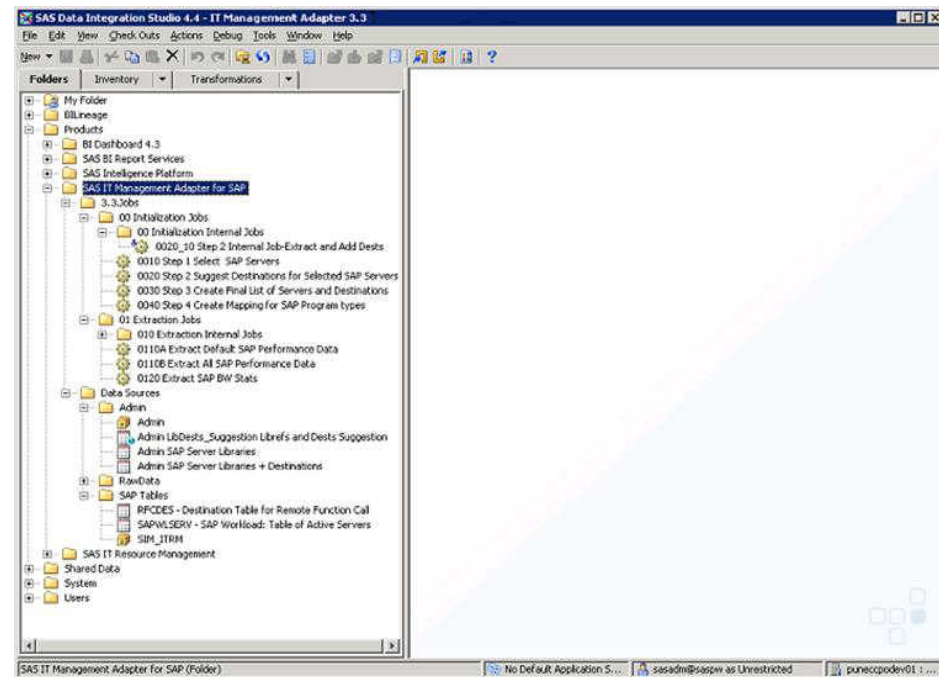 SAS Data Integration Studio 4.4 - IT Management Adapter 3.3
File Edit View Check Outs Actions Debug Tools Window Help
New
Folders Inventory Transformations
My Folder
BILineage
Products
BI Dashboard 4.3
SAS BI Report Services
SAS Intelligence Platform
SAS IT Management Adapter for SAP
3.3Jobs
00 Initialization Jobs
00 Initialization Internal Jobs
0020_10 Step 2 Internal Job-Extract and Add Dests
0010 Step 1 Select SAP Servers
0020 Step 2 Suggest Destinations for Selected SAP Servers
0030 Step 3 Create Final List of Servers and Destinations
0040 Step 4 Create Mapping for SAP Program types
01 Extraction Jobs
010 Extraction Internal Jobs
0110A Extract Default SAP Performance Data
0110B Extract All SAP Performance Data
0120 Extract SAP BW Stats
Data Sources
Admin
Admin
Admin LibDests_Suggestion Librefs and Dests Suggestion
Admin SAP Server Libraries
Admin SAP Server Libraries + Destinations
RawData
SAP Tables
RFCDES - Destination Table for Remote Function Call
SAPWLSERV - SAP Workload: Table of Active Servers
SIM_ITRM
SAS IT Resource Management
Shared Data
System
Users
SAS IT Management Adapter for SAP (Folder) No Default Application S... sasadm@saspw as Unrestricted puneccpodev01 : ...